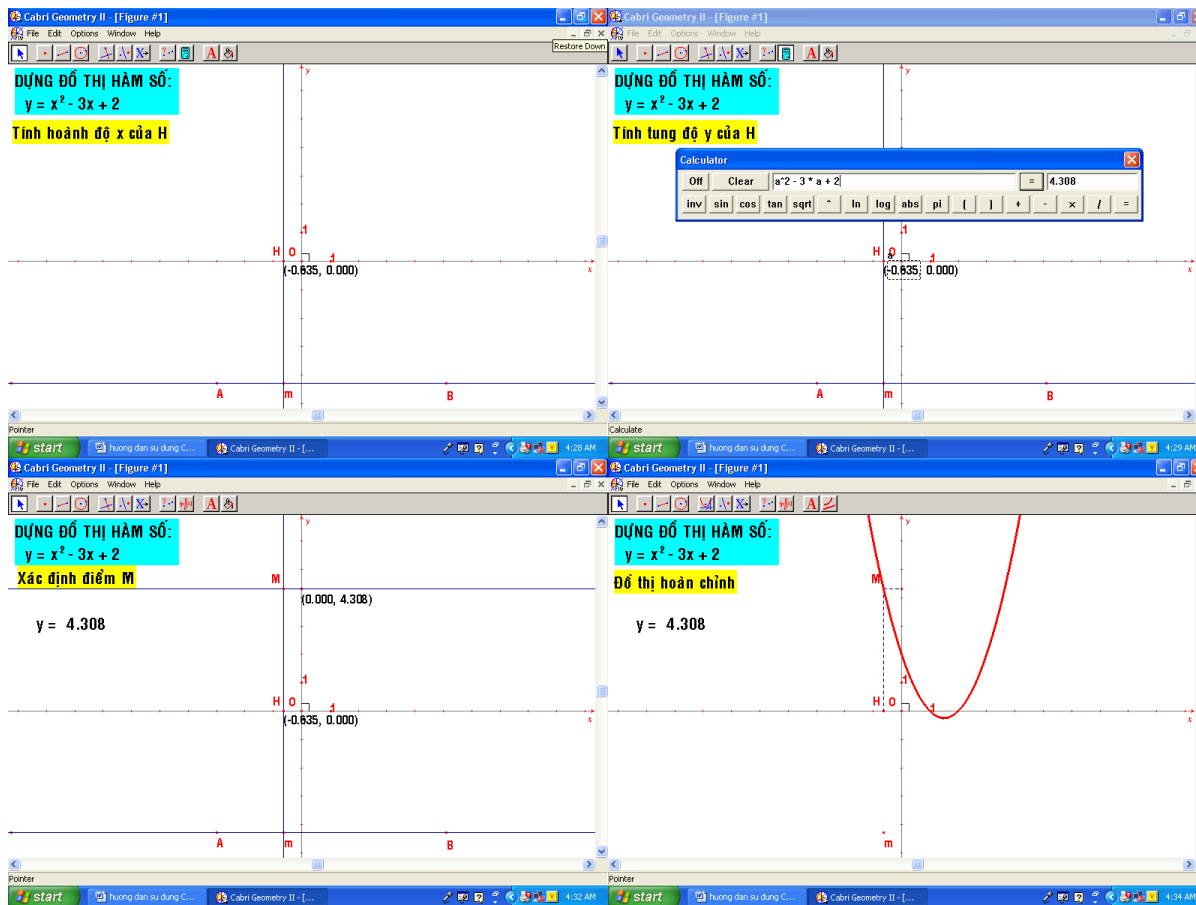 Cabri Geometry II - [Figure #1]
File Edit Options Window Help
Restore Down
DỰNG ĐỒ THỊ HÀM SỐ:
y = x² - 3x + 2
Tính hoành độ x của H
y
1
H O 1
(-0.635, 0.000)
x
A m B
Pointer
start huong dan su dung C... Cabri Geometry II - [... 4:28 AM
Cabri Geometry II - [Figure #1]
File Edit Options Window Help
DỰNG ĐỒ THỊ HÀM SỐ:
y = x² - 3x + 2
Tính tung độ y của H
Calculator
Off Clear a^2 - 3 * a + 2 = 4.308
inv sin cos tan sqrt ^ ln log abs pi ( ) + - x / =
y
1
H O 1
a
(-0.635, 0.000)
x
A m B
Calculate
start huong dan su dung C... Cabri Geometry II - [... 4:29 AM
Cabri Geometry II - [Figure #1]
File Edit Options Window Help
DỰNG ĐỒ THỊ HÀM SỐ:
y = x² - 3x + 2
Xác định điểm M
y
M
(0.000, 4.308)
y = 4.308
1
H O 1
(-0.635, 0.000)
x
A m B
Pointer
start huong dan su dung C... Cabri Geometry II - [... 4:32 AM
Cabri Geometry II - [Figure #1]
File Edit Options Window Help
DỰNG ĐỒ THỊ HÀM SỐ:
y = x² - 3x + 2
Đồ thị hoàn chỉnh
y
M
y = 4.308
1
H O 1
x
m
Pointer
start huong dan su dung C... Cabri Geometry II - [... 4:34 AM